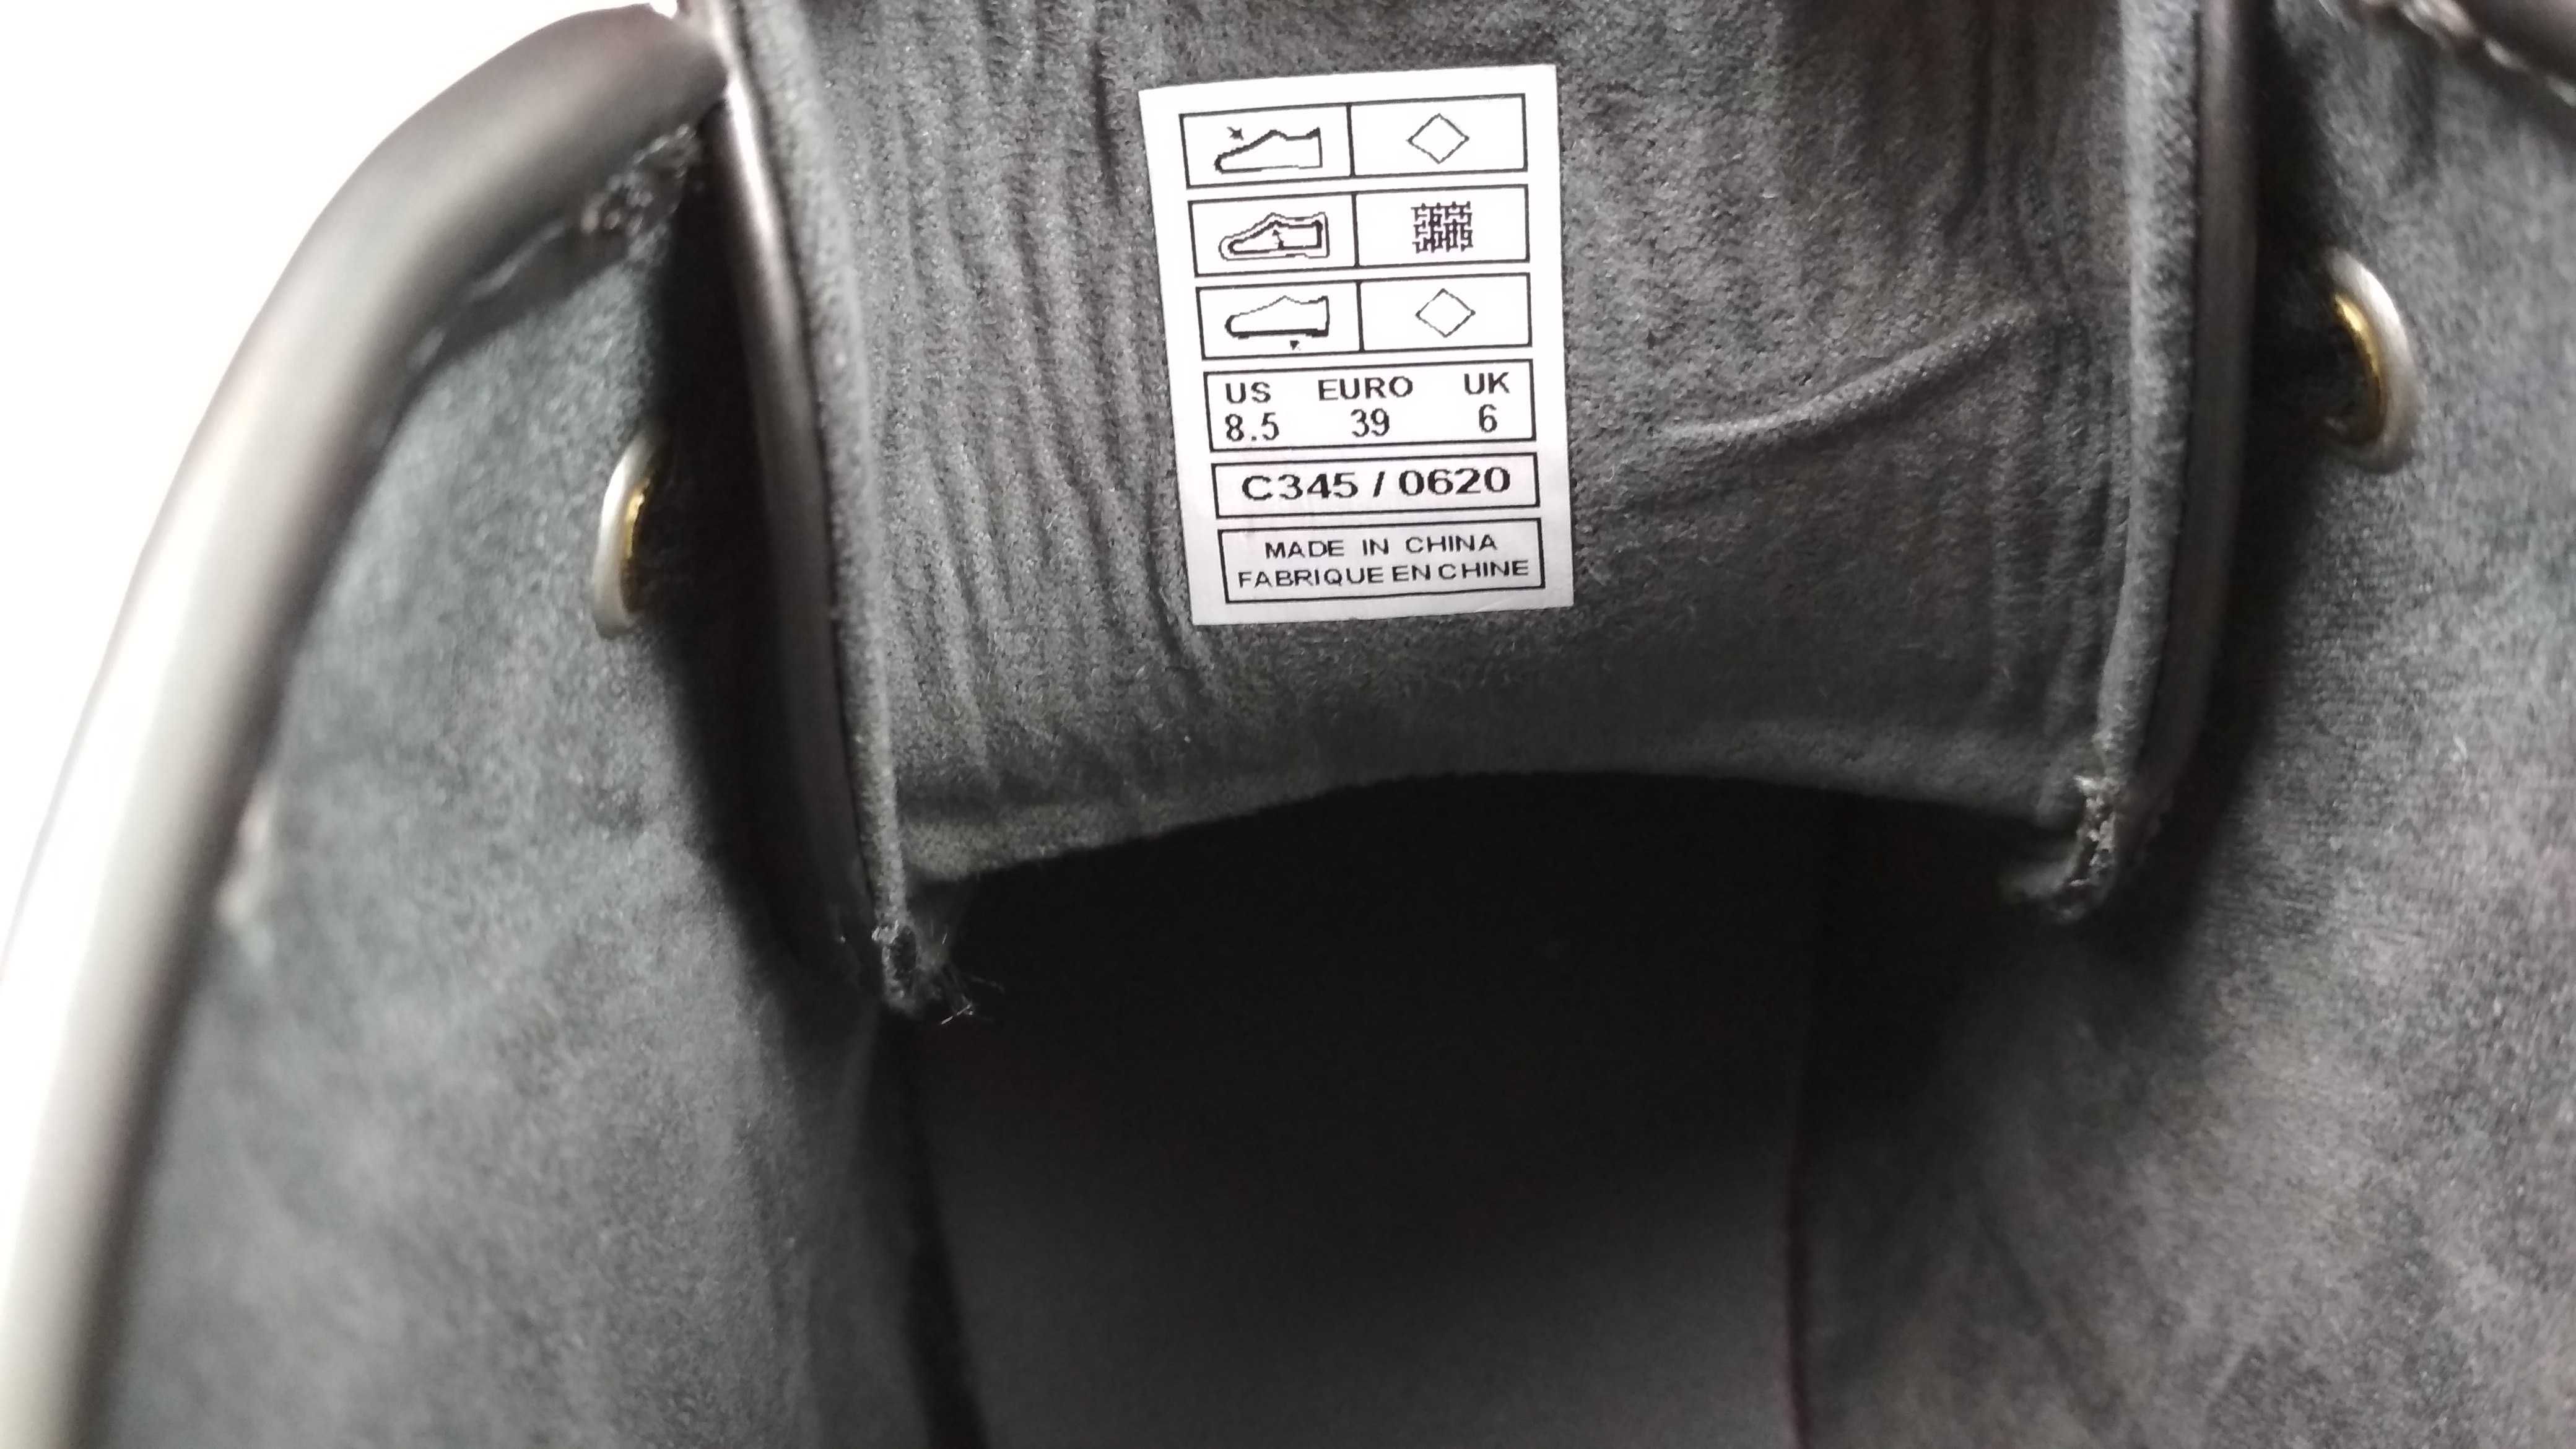 US EURO UK
8.5 39 6
C345 / 0620
MADE IN CHINA
FABRIQUE EN CHINE